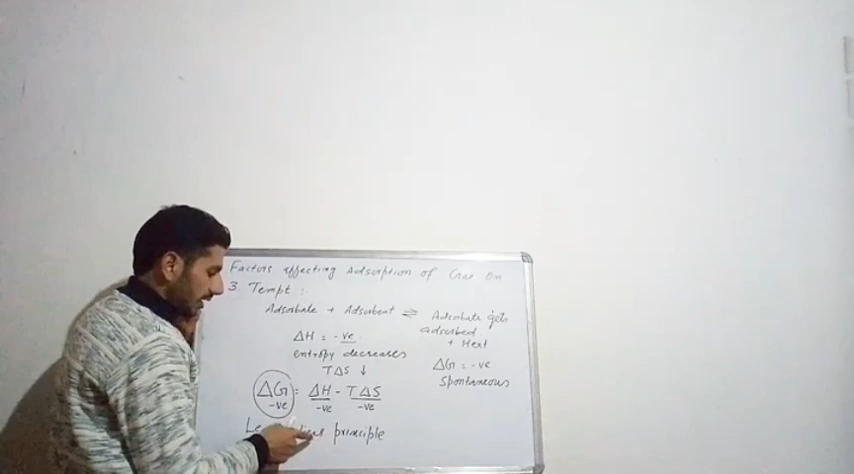 Factors affecting Adsorption of Gas on
3. Tempt :-
Adsorbate + Adsorbent ⇌ Adsorbate gets
adsorbed
+ Heat
ΔH = -ve
entropy decreases
TΔS ↓
ΔG = -ve
Spontaneous
ΔG = ΔH - TΔS
-ve -ve -ve
principle